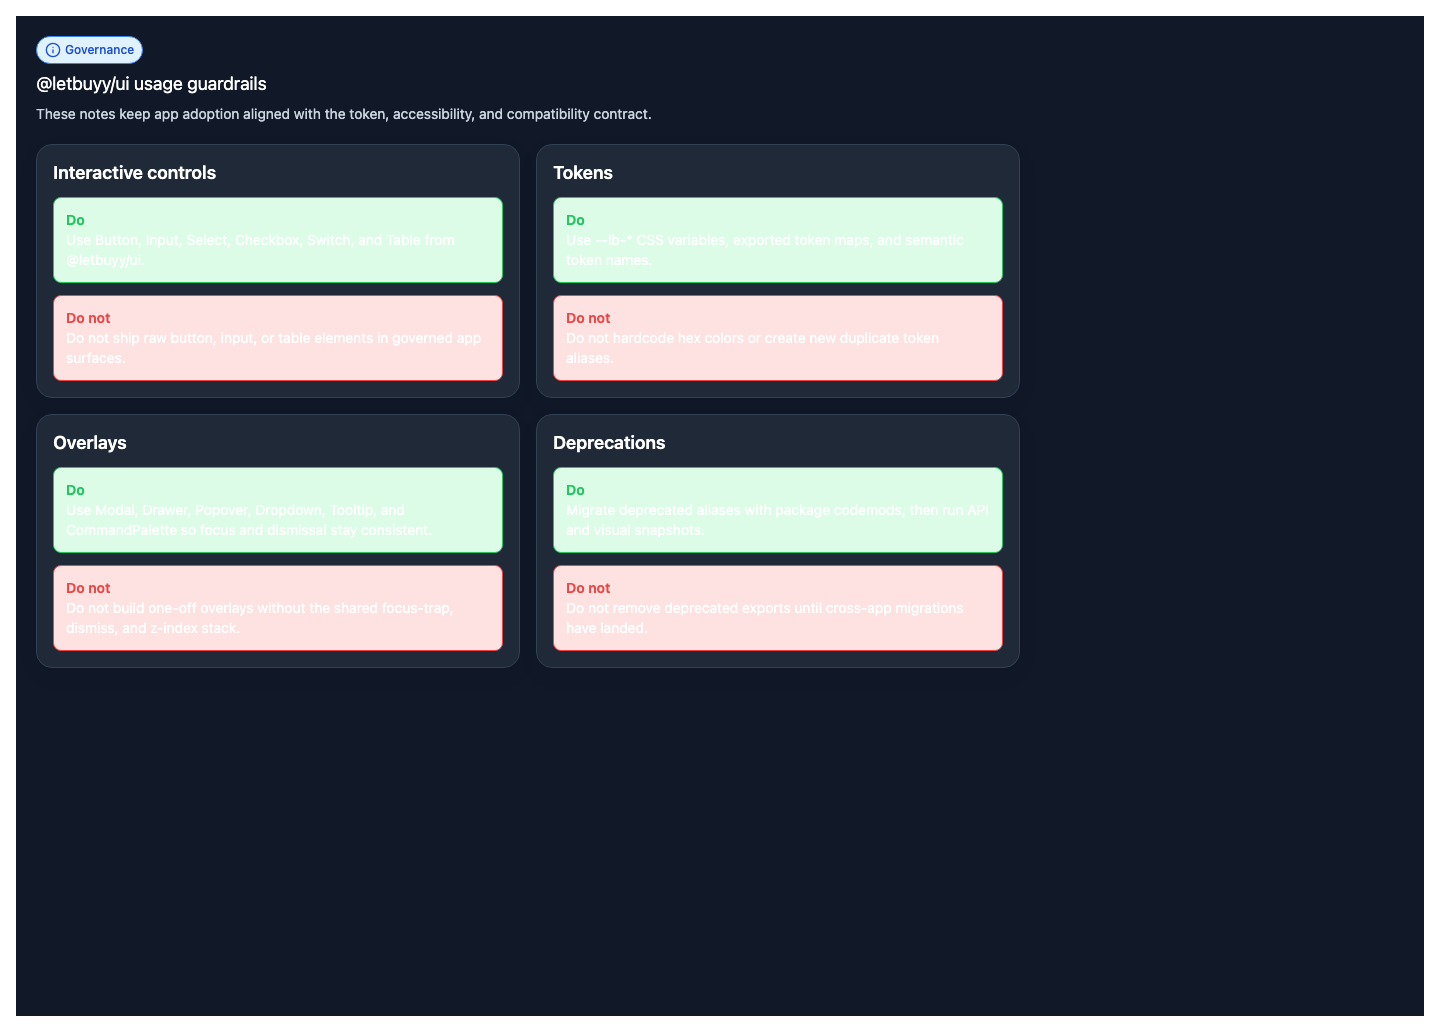 Governance
@letbuyy/ui usage guardrails
These notes keep app adoption aligned with the token, accessibility, and compatibility contract.
Interactive controls
Do
Use Button, Input, Select, Checkbox, Switch, and Table from
@letbuyy/ui.
Do not
Do not ship raw button, input, or table elements in governed app
surfaces.
Tokens
Do
Use --lb-* CSS variables, exported token maps, and semantic
token names.
Do not
Do not hardcode hex colors or create new duplicate token
aliases.
Overlays
Do
Use Modal, Drawer, Popover, Dropdown, Tooltip, and
CommandPalette so focus and dismissal stay consistent.
Do not
Do not build one-off overlays without the shared focus-trap,
dismiss, and z-index stack.
Deprecations
Do
Migrate deprecated aliases with package codemods, then run API
and visual snapshots.
Do not
Do not remove deprecated exports until cross-app migrations
have landed.